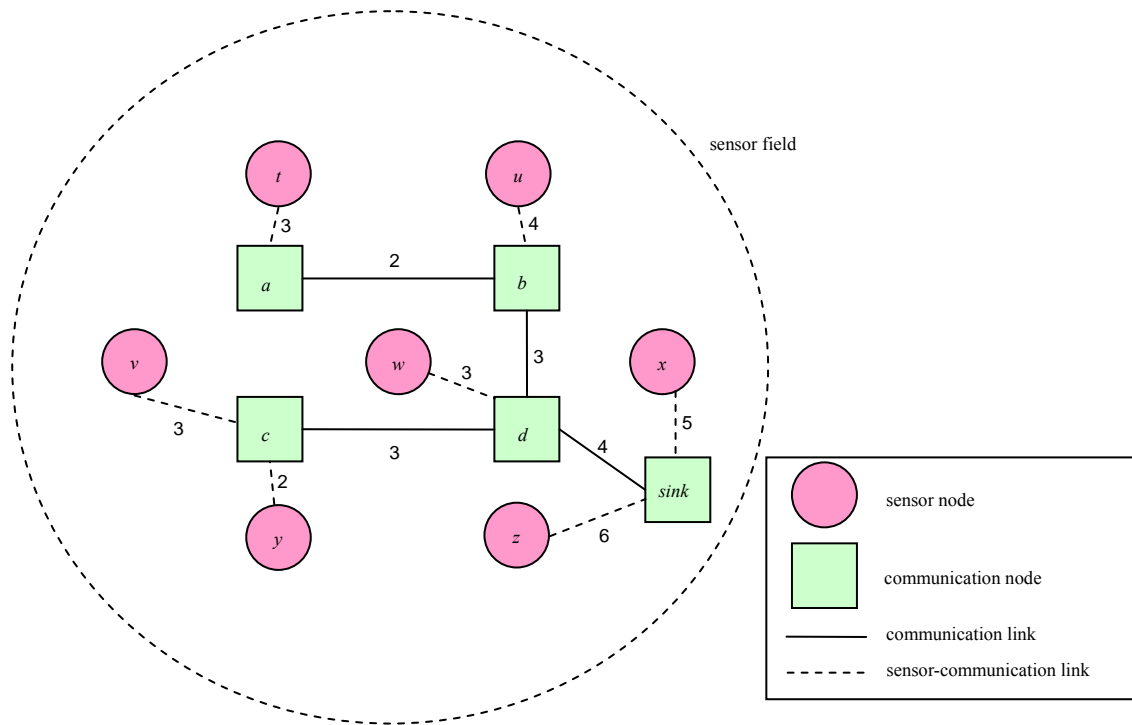 sensor field
t
u
3
4
2
a
b
v
w
x
3
3
5
3
c
d
4
3
2
sink
y
z
6
sensor node
communication node
communication link
sensor-communication link